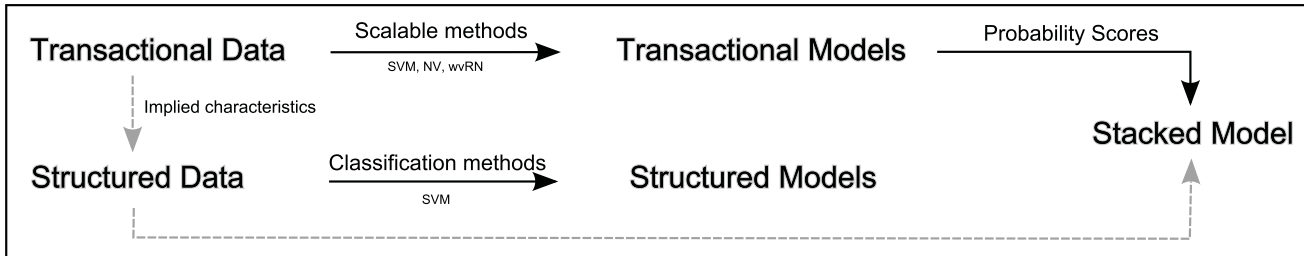 Transactional Data
Scalable methods
SVM, NV, wvRN
Transactional Models
Probability Scores
Implied characteristics
Stacked Model
Structured Data
Classification methods
SVM
Structured Models